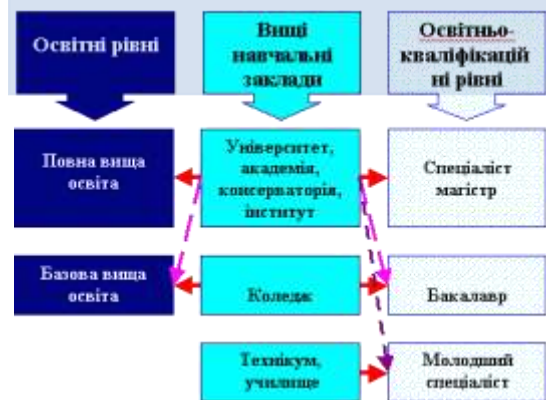 Освітні рівні
Вищі
навчальні
заклади
Освітньо-
кваліфікацій
ні рівні
Повна вища
освіта
Університет,
академія,
консерваторія,
інститут
Спеціаліст
магістр
Базова вища
освіта
Коледж
Бакалавр
Технікум,
училище
Молодший
спеціаліст